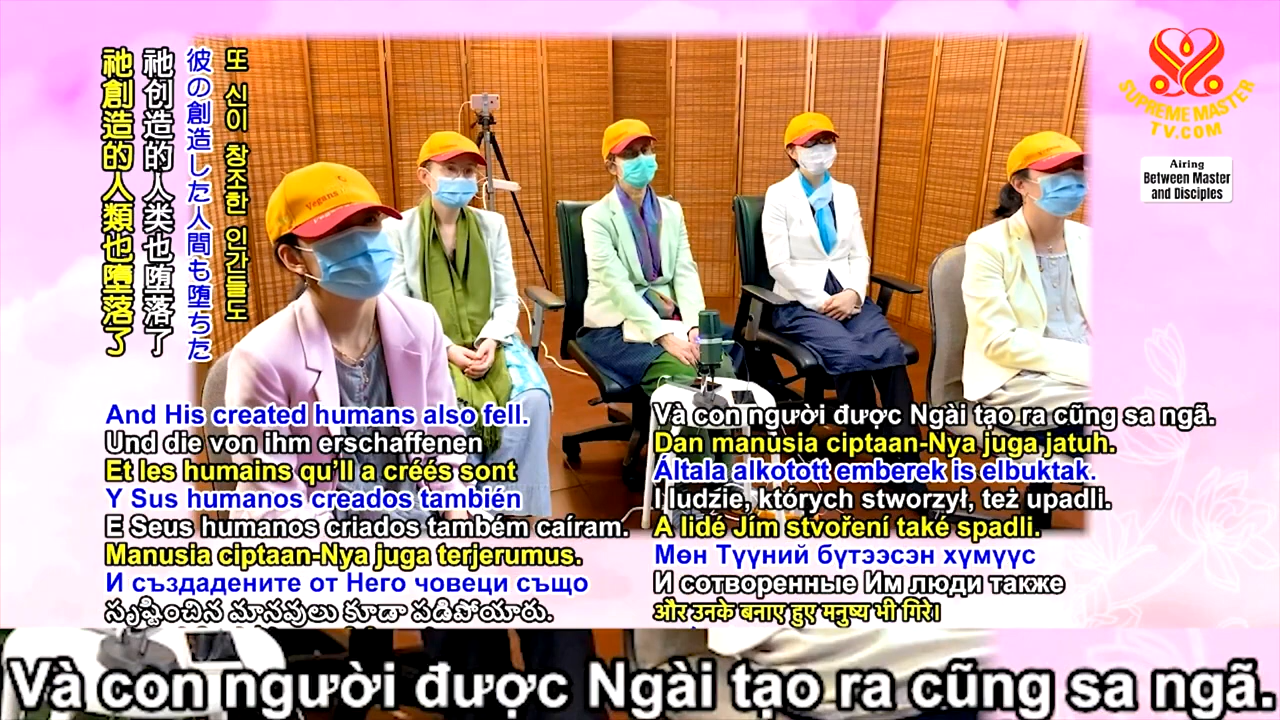 祂創造的人類也墮落了
祂创造的人类也堕落了
彼の創造した人間も堕ちった
또 신이 창조한 인간들도
SUPREME MASTER
TV.COM
Airing
Between Master
and Disciples
Vegan
And His created humans also fell.
Und die von ihm erschaffenen
Et les humains qu’Il a créés sont
Y Sus humanos creados también
E Seus humanos criados também caíram.
Manusia ciptaan-Nya juga terjerumus.
И създадените от Него човеци също
సృష్టించిన మానవులు కూడా పడిపోయారు.
Và con người được Ngài tạo ra cũng sa ngã.
Dan manusia ciptaan-Nya juga jatuh.
Általa alkotott emberek is elbuktak.
I ludzie, których stworzył, też upadli.
A lidé Jím stvoření také spadli.
Мөн Түүний бүтээсэн хүмүүс
И сотворенные Им люди также
और उनके बनाए हुए मनुष्य भी गिरे।
Và con người được Ngài tạo ra cũng sa ngã.